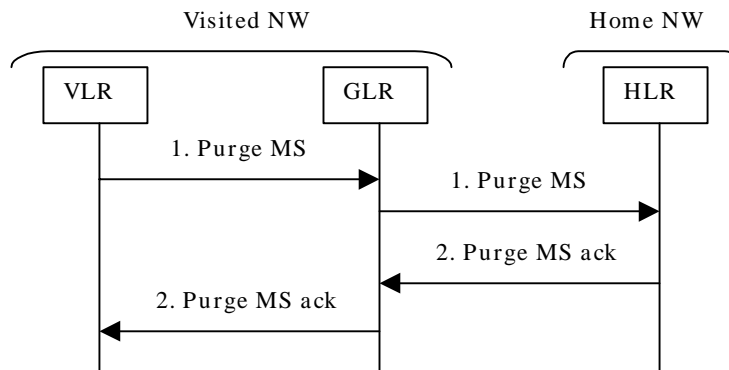 Visited NW
Home NW
VLR
GLR
HLR
1. Purge MS
1. Purge MS
2. Purge MS ack
2. Purge MS ack